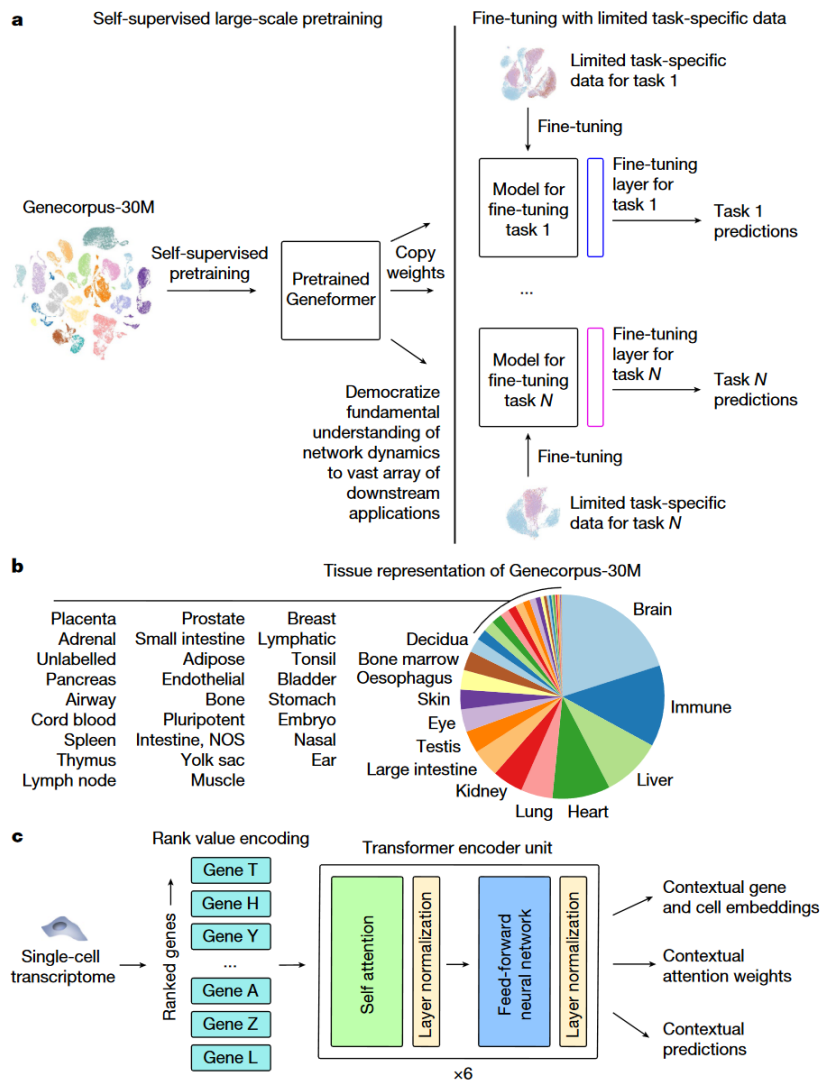 a
Self-supervised large-scale pretraining
Fine-tuning with limited task-specific data
Limited task-specific
data for task 1
Fine-tuning
Genecorpus-30M
Self-supervised
pretraining
Pretrained
Geneformer
Copy
weights
Model for
fine-tuning
task 1
Fine-tuning
layer for
task 1
Task 1
predictions
...
Model for
fine-tuning
task N
Fine-tuning
layer for
task N
Task N
predictions
Democratize
fundamental
understanding of
network dynamics
to vast array of
downstream
applications
Fine-tuning
Limited task-specific
data for task N
b
Tissue representation of Genecorpus-30M
Placenta
Adrenal
Unlabelled
Pancreas
Airway
Cord blood
Spleen
Thymus
Lymph node
Prostate
Small intestine
Adipose
Endothelial
Bone
Pluripotent
Intestine, NOS
Yolk sac
Muscle
Breast
Lymphatic
Tonsil
Bladder
Stomach
Embryo
Nasal
Ear
Decidua
Bone marrow
Oesophagus
Skin
Eye
Testis
Large intestine
Kidney
Lung
Heart
Liver
Immune
Brain
c
Rank value encoding
Transformer encoder unit
Single-cell
transcriptome
Ranked genes
Gene T
Gene H
Gene Y
...
Gene A
Gene Z
Gene L
Self attention
Layer normalization
Feed-forward
neural network
Layer normalization
×6
Contextual gene
and cell embeddings
Contextual
attention weights
Contextual
predictions